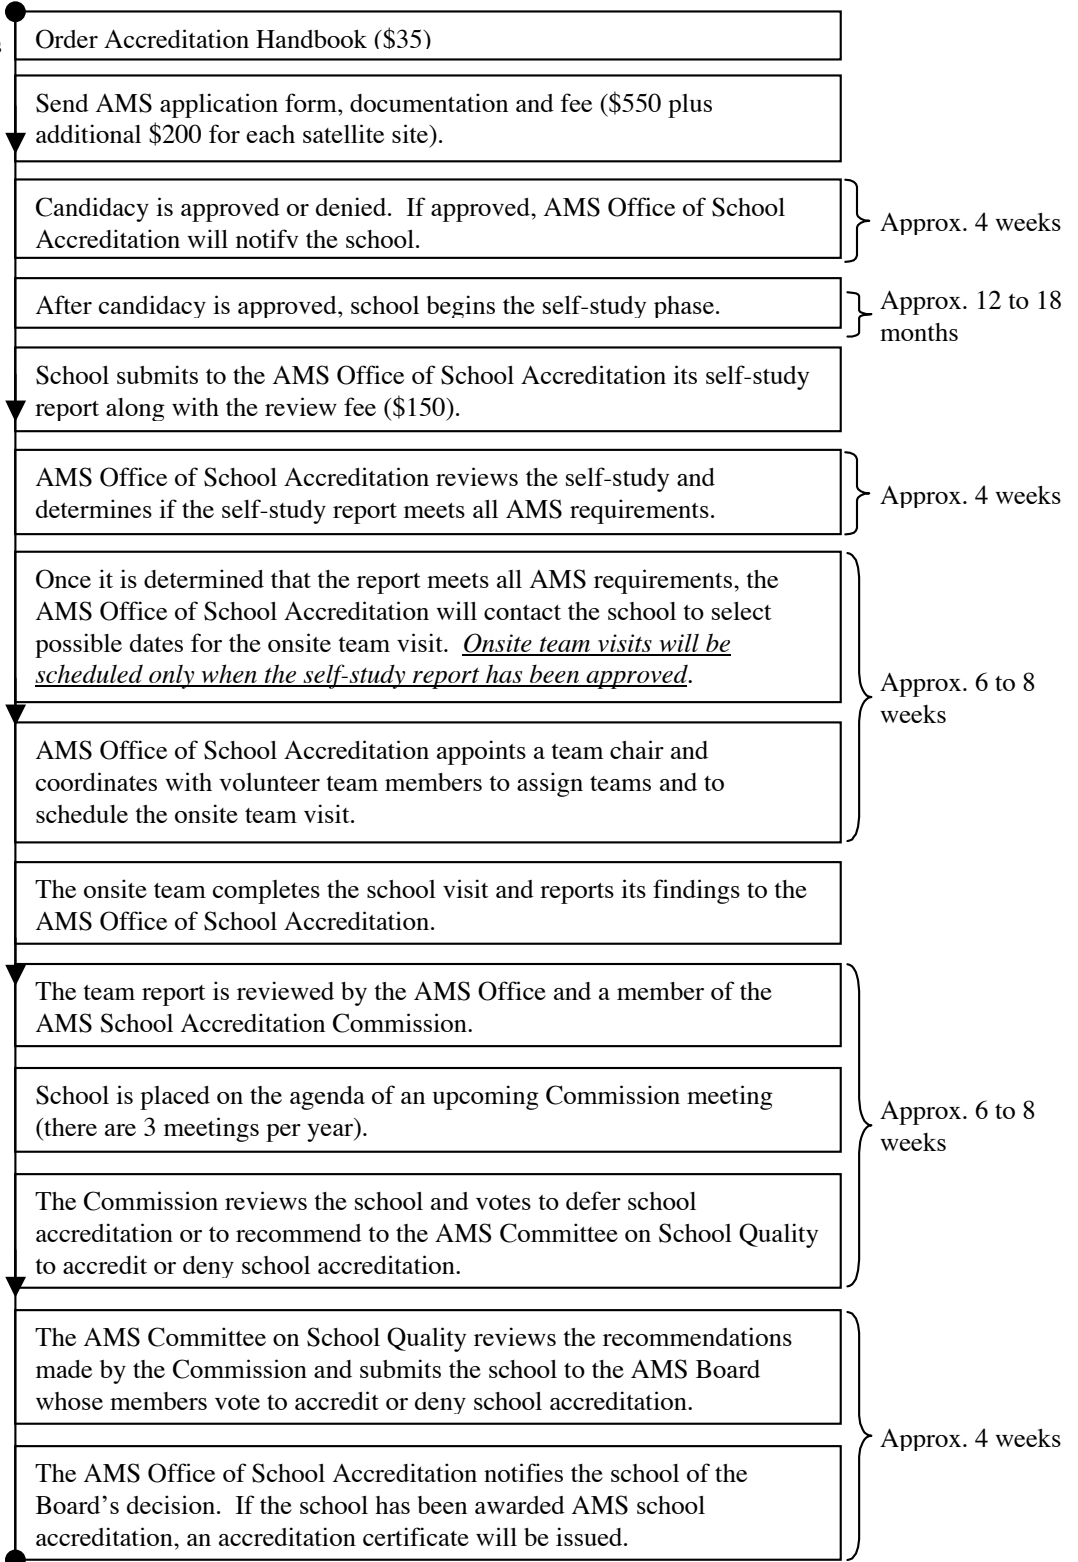 Order Accreditation Handbook ($35)
Send AMS application form, documentation and fee ($550 plus
additional $200 for each satellite site).
Candidacy is approved or denied.  If approved, AMS Office of School
Accreditation will notify the school.
Approx. 4 weeks
After candidacy is approved, school begins the self-study phase.
Approx. 12 to 18
months
School submits to the AMS Office of School Accreditation its self-study
report along with the review fee ($150).
AMS Office of School Accreditation reviews the self-study and
determines if the self-study report meets all AMS requirements.
Approx. 4 weeks
Once it is determined that the report meets all AMS requirements, the
AMS Office of School Accreditation will contact the school to select
possible dates for the onsite team visit.  Onsite team visits will be
scheduled only when the self-study report has been approved.
AMS Office of School Accreditation appoints a team chair and
coordinates with volunteer team members to assign teams and to
schedule the onsite team visit.
Approx. 6 to 8
weeks
The onsite team completes the school visit and reports its findings to the
AMS Office of School Accreditation.
The team report is reviewed by the AMS Office and a member of the
AMS School Accreditation Commission.
School is placed on the agenda of an upcoming Commission meeting
(there are 3 meetings per year).
The Commission reviews the school and votes to defer school
accreditation or to recommend to the AMS Committee on School Quality
to accredit or deny school accreditation.
Approx. 6 to 8
weeks
The AMS Committee on School Quality reviews the recommendations
made by the Commission and submits the school to the AMS Board
whose members vote to accredit or deny school accreditation.
The AMS Office of School Accreditation notifies the school of the
Board’s decision.  If the school has been awarded AMS school
accreditation, an accreditation certificate will be issued.
Approx. 4 weeks